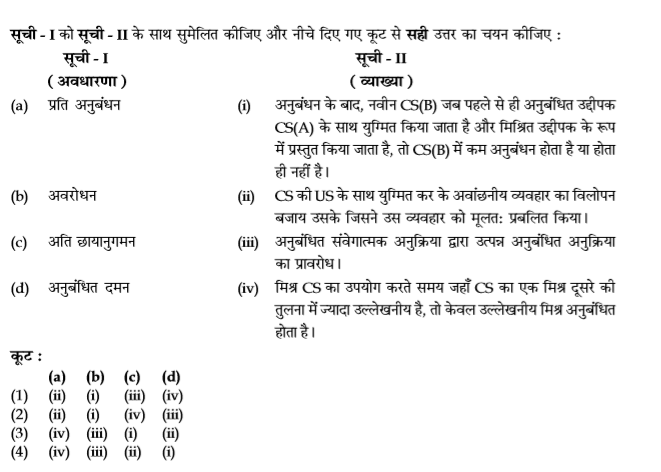 सूची - I को सूची - II के साथ सुमेलित कीजिए और नीचे दिए गए कूट से सही उत्तर का चयन कीजिए :
सूची - I सूची - II
( अवधारणा ) ( व्याख्या )
(a) प्रति अनुबंधन (i) अनुबंधन के बाद, नवीन CS(B) जब पहले से ही अनुबंधित उद्दीपक
CS(A) के साथ युग्मित किया जाता है और मिश्रित उद्दीपक के रूप
में प्रस्तुत किया जाता है, तो CS(B) में कम अनुबंधन होता है या होता
ही नहीं है।
(b) अवरोधन (ii) CS की US के साथ युग्मित कर के अवांछनीय व्यवहार का विलोपन
बजाय उसके जिसने उस व्यवहार को मूलत: प्रबलित किया।
(c) अति छायानुगमन (iii) अनुबंधित संवेगात्मक अनुक्रिया द्वारा उत्पन्न अनुबंधित अनुक्रिया
का प्रावरोध।
(d) अनुबंधित दमन (iv) मिश्र CS का उपयोग करते समय जहाँ CS का एक मिश्र दूसरे की
तुलना में ज्यादा उल्लेखनीय है, तो केवल उल्लेखनीय मिश्र अनुबंधित
होता है।
कूट :
(a) (b) (c) (d)
(1) (ii) (i) (iii) (iv)
(2) (ii) (i) (iv) (iii)
(3) (iv) (iii) (i) (ii)
(4) (iv) (iii) (ii) (i)